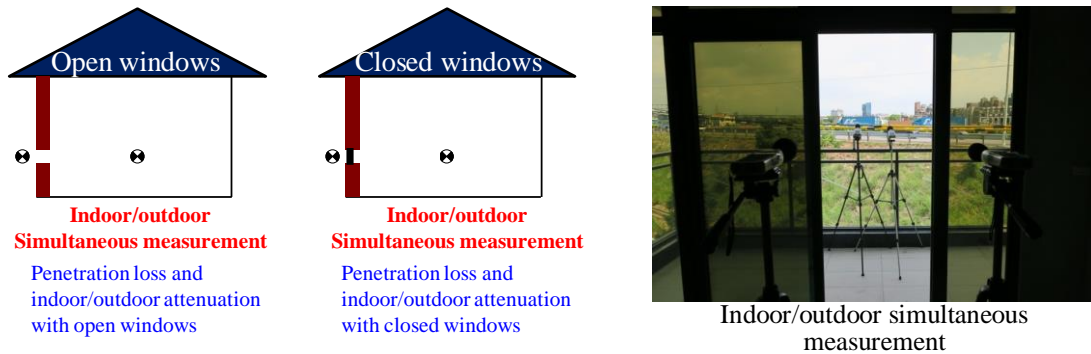 Open windows
Closed windows
Indoor/outdoor
Simultaneous measurement
Penetration loss and
indoor/outdoor attenuation
with open windows
Indoor/outdoor
Simultaneous measurement
Penetration loss and
indoor/outdoor attenuation
with closed windows
Indoor/outdoor simultaneous
measurement